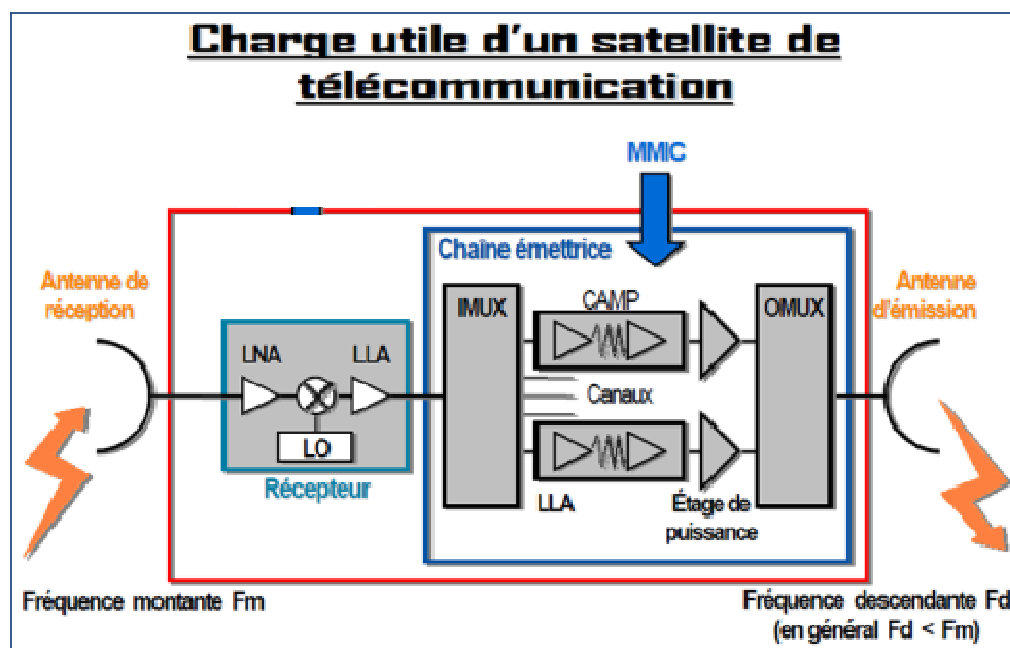 Charge utile d'un satellite de
télécommunication
MMIC
Chaîne émettrice
Antenne de
réception
Antenne
d'émission
IMUX
CAMP
OMUX
LNA
LLA
Canaux
LO
Récepteur
LLA
Étage de
puissance
Fréquence montante Fm
Fréquence descendante Fd
(en général Fd < Fm)